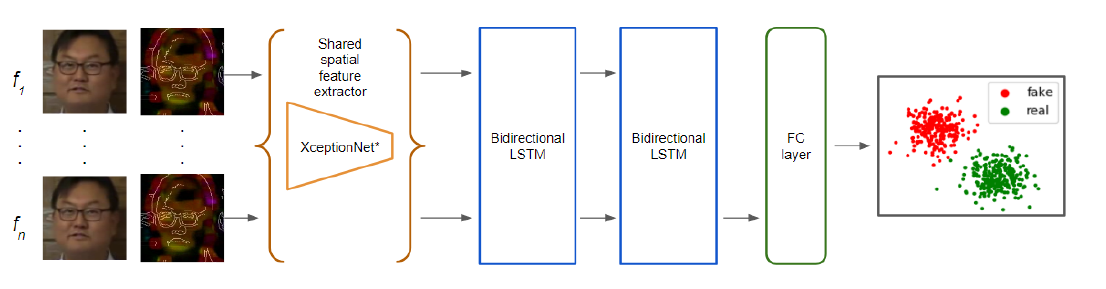 f1
fn
Shared
spatial
feature
extractor
XceptionNet*
Bidirectional
LSTM
Bidirectional
LSTM
FC
layer
fake
real